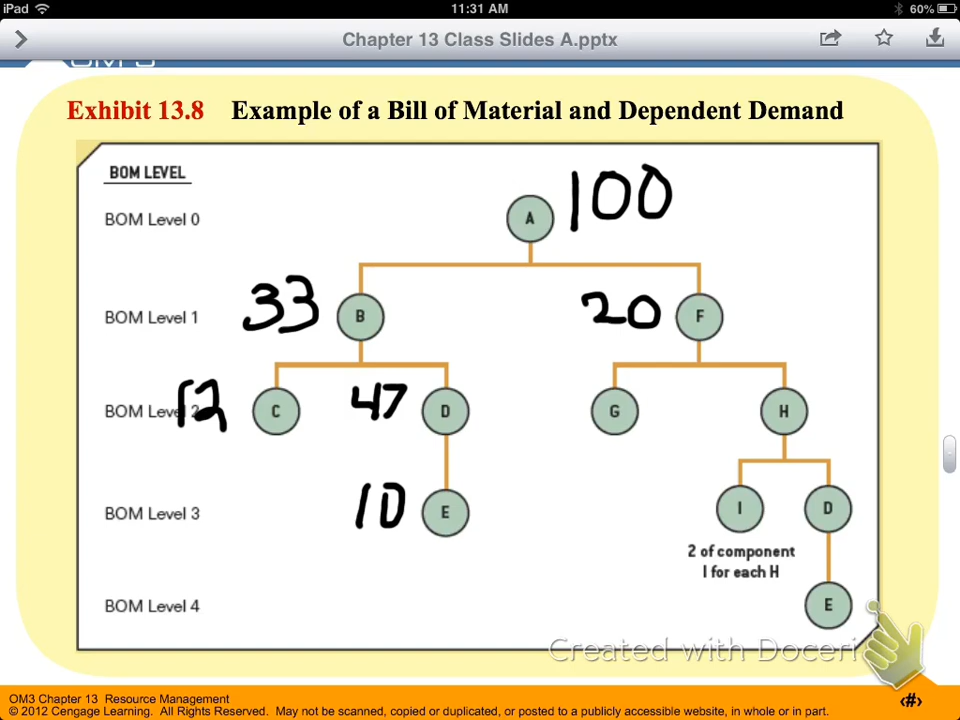 iPad 11:31 AM 60%
Chapter 13 Class Slides A.pptx
OM3
Exhibit 13.8 Example of a Bill of Material and Dependent Demand
BOM LEVEL
BOM Level 0 A 100
BOM Level 1 33 B 20 F
BOM Level 2 12 C 47 D G H
BOM Level 3 10 E I D
2 of component
I for each H
BOM Level 4 E
Created with Doceri
OM3 Chapter 13 Resource Management
© 2012 Cengage Learning. All Rights Reserved. May not be scanned, copied or duplicated, or posted to a publicly accessible website, in whole or in part.
‹#›